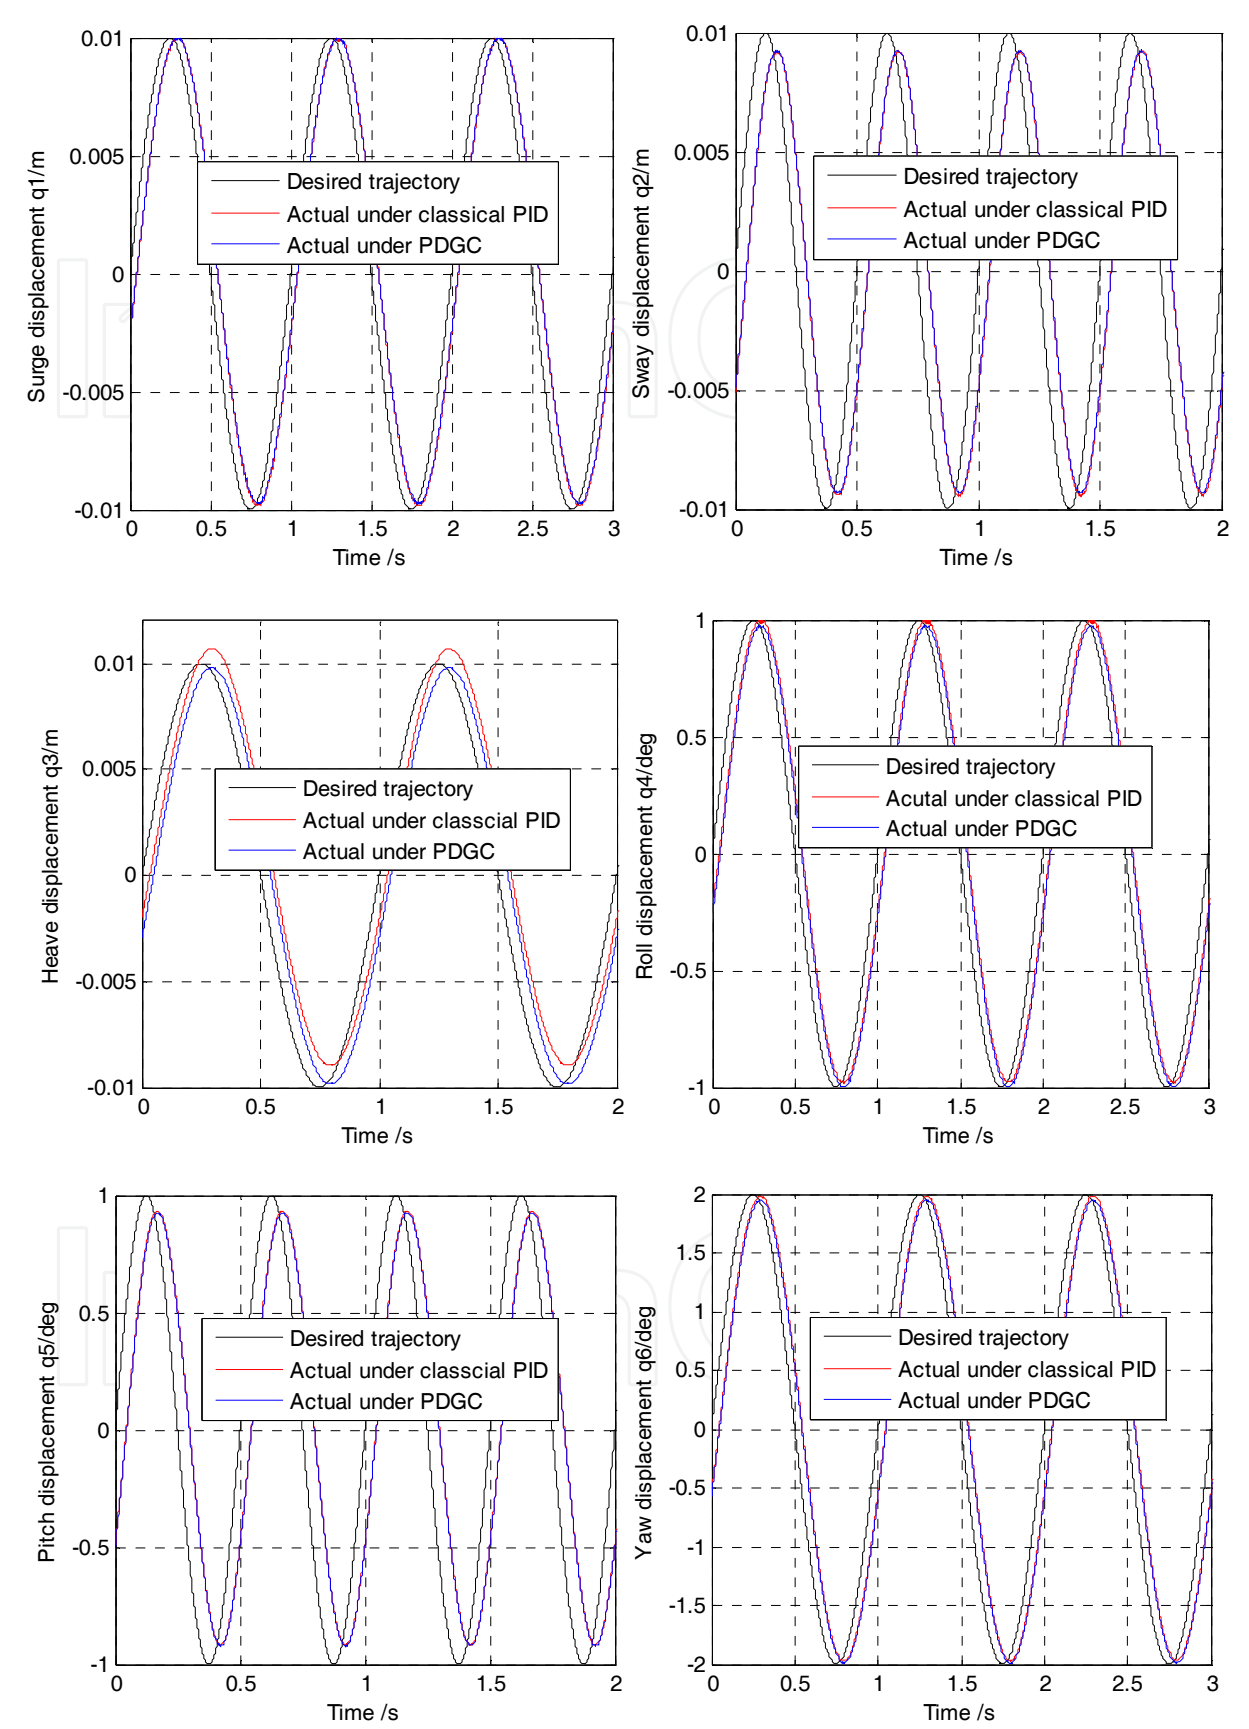 0.01
0.005
0
-0.005
-0.01
Surge displacement q1/m
Desired trajectory
Actual under classical PID
Actual under PDGC
0 0.5 1 1.5 2 2.5 3
Time /s
0.01
0.005
0
-0.005
-0.01
Sway displacement q2/m
Desired trajectory
Actual under classical PID
Actual under PDGC
0 0.5 1 1.5 2
Time /s
0.01
0.005
0
-0.005
-0.01
Heave displacement q3/m
Desired trajectory
Actual under classcial PID
Actual under PDGC
0 0.5 1 1.5 2
Time /s
1
0.5
0
-0.5
-1
Roll displacement q4/deg
Desired trajectory
Acutal under classical PID
Actual under PDGC
0 0.5 1 1.5 2 2.5 3
Time /s
1
0.5
0
-0.5
-1
Pitch displacement q5/deg
Desired trajectory
Actual under classcial PID
Actual under PDGC
0 0.5 1 1.5 2
Time /s
2
1.5
1
0.5
0
-0.5
-1
-1.5
-2
Yaw displacement q6/deg
Desired trajectory
Actual under classical PID
Actual under PDGC
0 0.5 1 1.5 2 2.5 3
Time /s